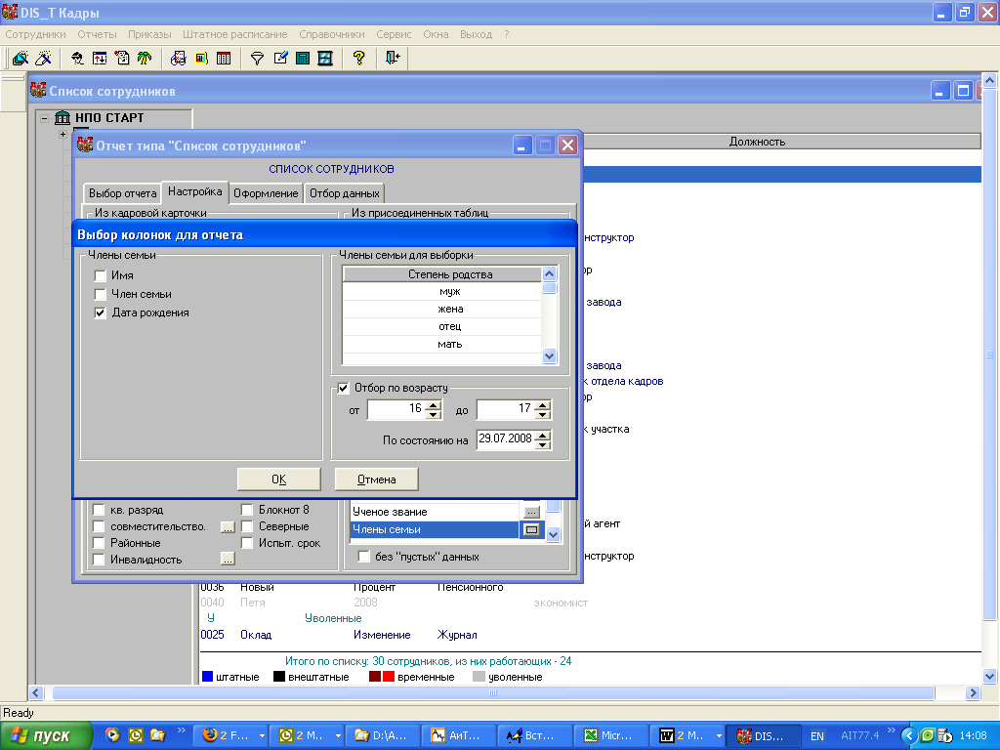 DIS_T Кадры
Сотрудники Отчеты Приказы Штатное расписание Справочники Сервис Окна Выход ?
Список сотрудников
НПО СТАРТ
Должность
Отчет типа "Список сотрудников"
СПИСОК СОТРУДНИКОВ
Выбор отчета Настройка Оформление Отбор данных
Из кадровой карточки Из присоединенных таблиц
Выбор колонок для отчета
Члены семьи
Имя
Член семьи
Дата рождения
Члены семьи для выборки
Степень родства
муж
жена
отец
мать
Отбор по возрасту
от 16 до 17
По состоянию на 29.07.2008
OK Отмена
нструктор
ор
завода
завода
к отдела кадров
ор
к участка
й агент
нструктор
кв. разряд Блокнот 8
совместительство. ... Северные
Районные Испыт. срок
Инвалидность ...
Ученое звание ...
Члены семьи
без "пустых" данных
0036 Новый Процент Пенсионного
0040 Петя 2008 экономист
У Уволенные
0025 Оклад Изменение Журнал
Итого по списку: 30 сотрудников, из них работающих - 24
штатные внештатные временные уволенные
Ready
пуск 2 F... 2 M... D:\A... АиТ... Вст... Micr... 2 M... DIS... EN AIT77.4 14:08